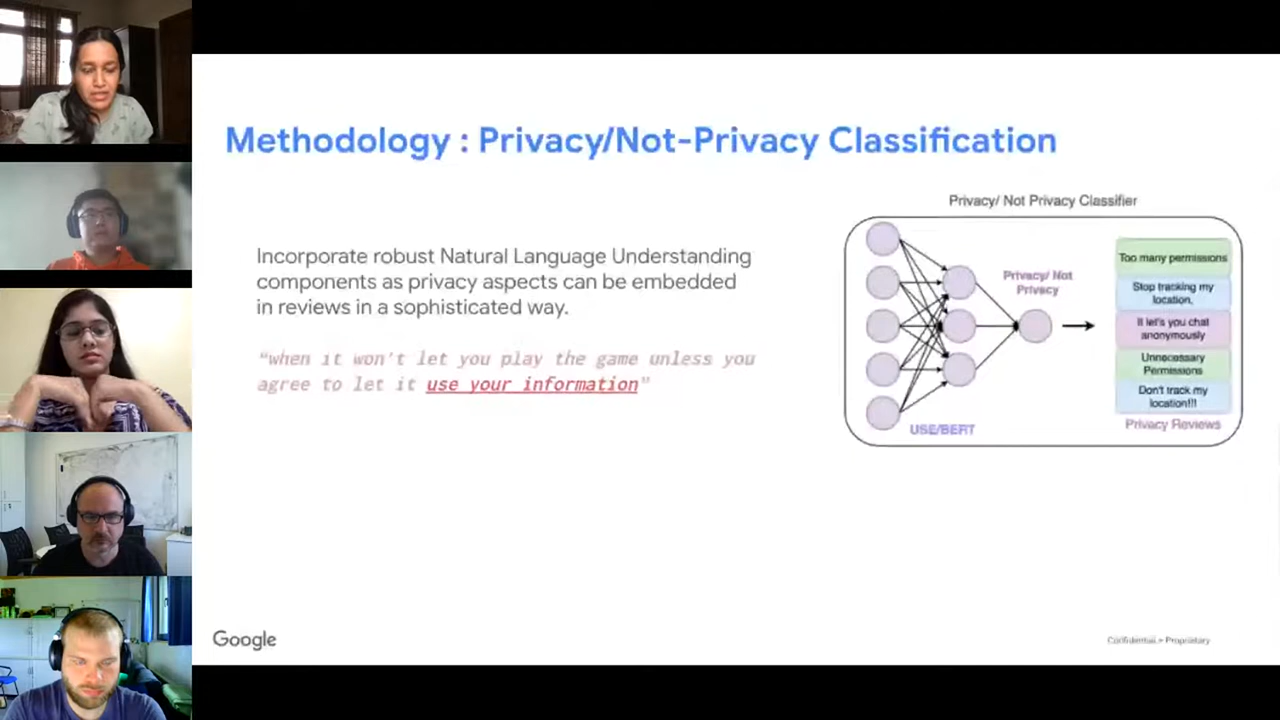 Methodology : Privacy/Not-Privacy Classification
Incorporate robust Natural Language Understanding
components as privacy aspects can be embedded
in reviews in a sophisticated way.
"when it won't let you play the game unless you
agree to let it use your information"
Privacy/ Not Privacy Classifier
USE/BERT
Privacy/ Not
Privacy
Too many permissions
Stop tracking my
location.
It let's you chat
anonymously
Unnecessary
Permissions
Don't track my
location!!!
Privacy Reviews
Google
Confidential + Proprietary